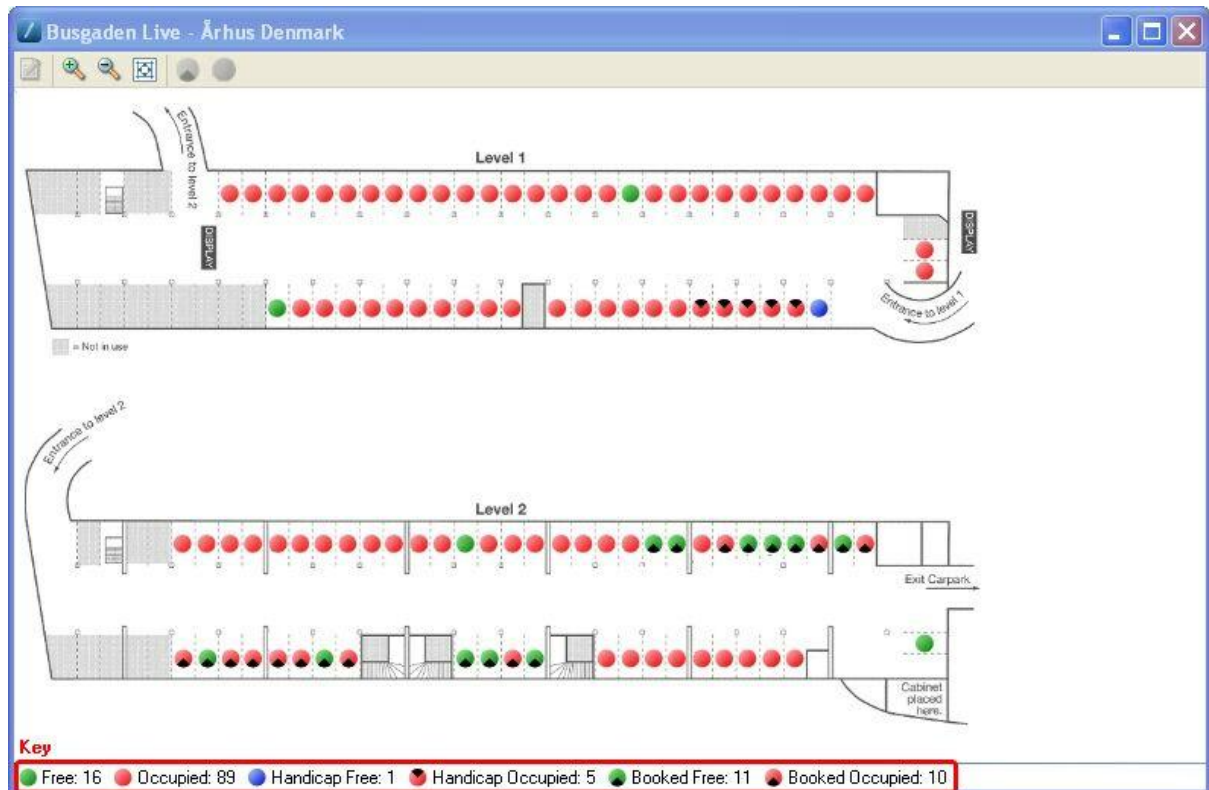 Busgaden Live - Århus Denmark
Entrance to level 2
Level 1
DISPLAY
DISPLAY
Entrance to level 1
= Not in use
Entrance to level 2
Level 2
Exit Carpark
Cabinet
placed
here.
Key
Free: 16 Occupied: 89 Handicap Free: 1 Handicap Occupied: 5 Booked Free: 11 Booked Occupied: 10